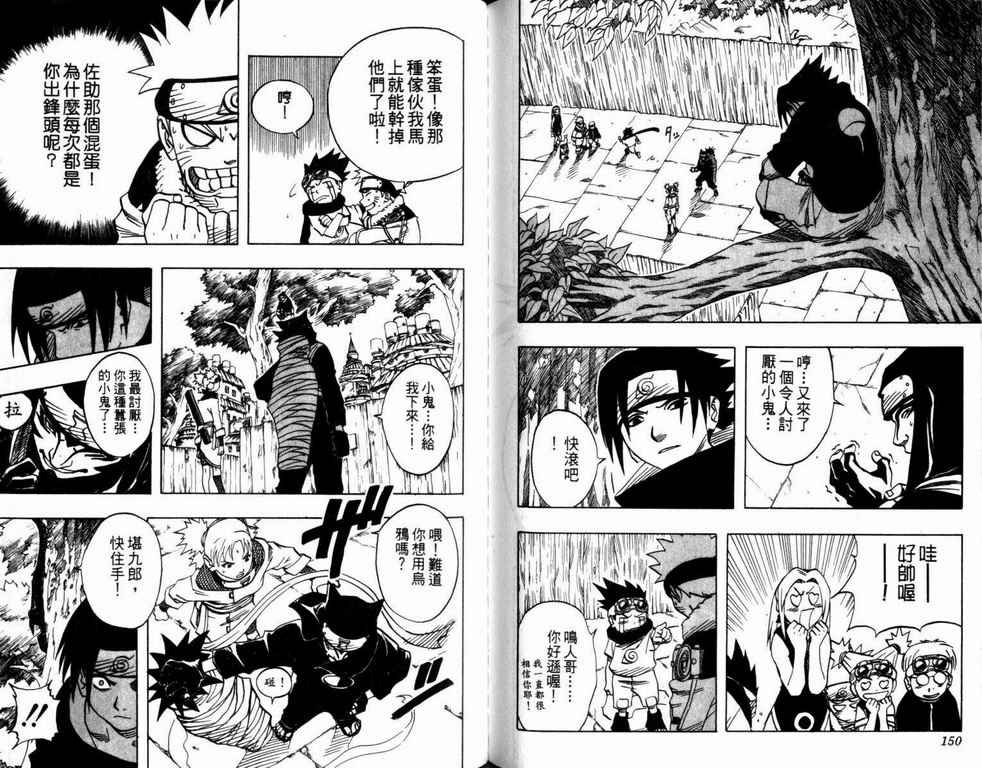 哼…又來了
一個令人討
厭的小鬼…
快滾吧
！
哇——
好帥喔
！
鳴人哥……
你好遜喔！
我一直都很
相信你耶！
150
笨蛋！像那
種傢伙我馬
上就能幹掉
他們了啦！
哼！
佐助那個混蛋！
為什麼每次都是
你出鋒頭呢？
小鬼…你給
我下來…！
我最討厭…
你這種囂張
的小鬼了…
拉
喂！難道
你想用烏
鴉嗎？
碰！
堪九郎，
快住手！
!!